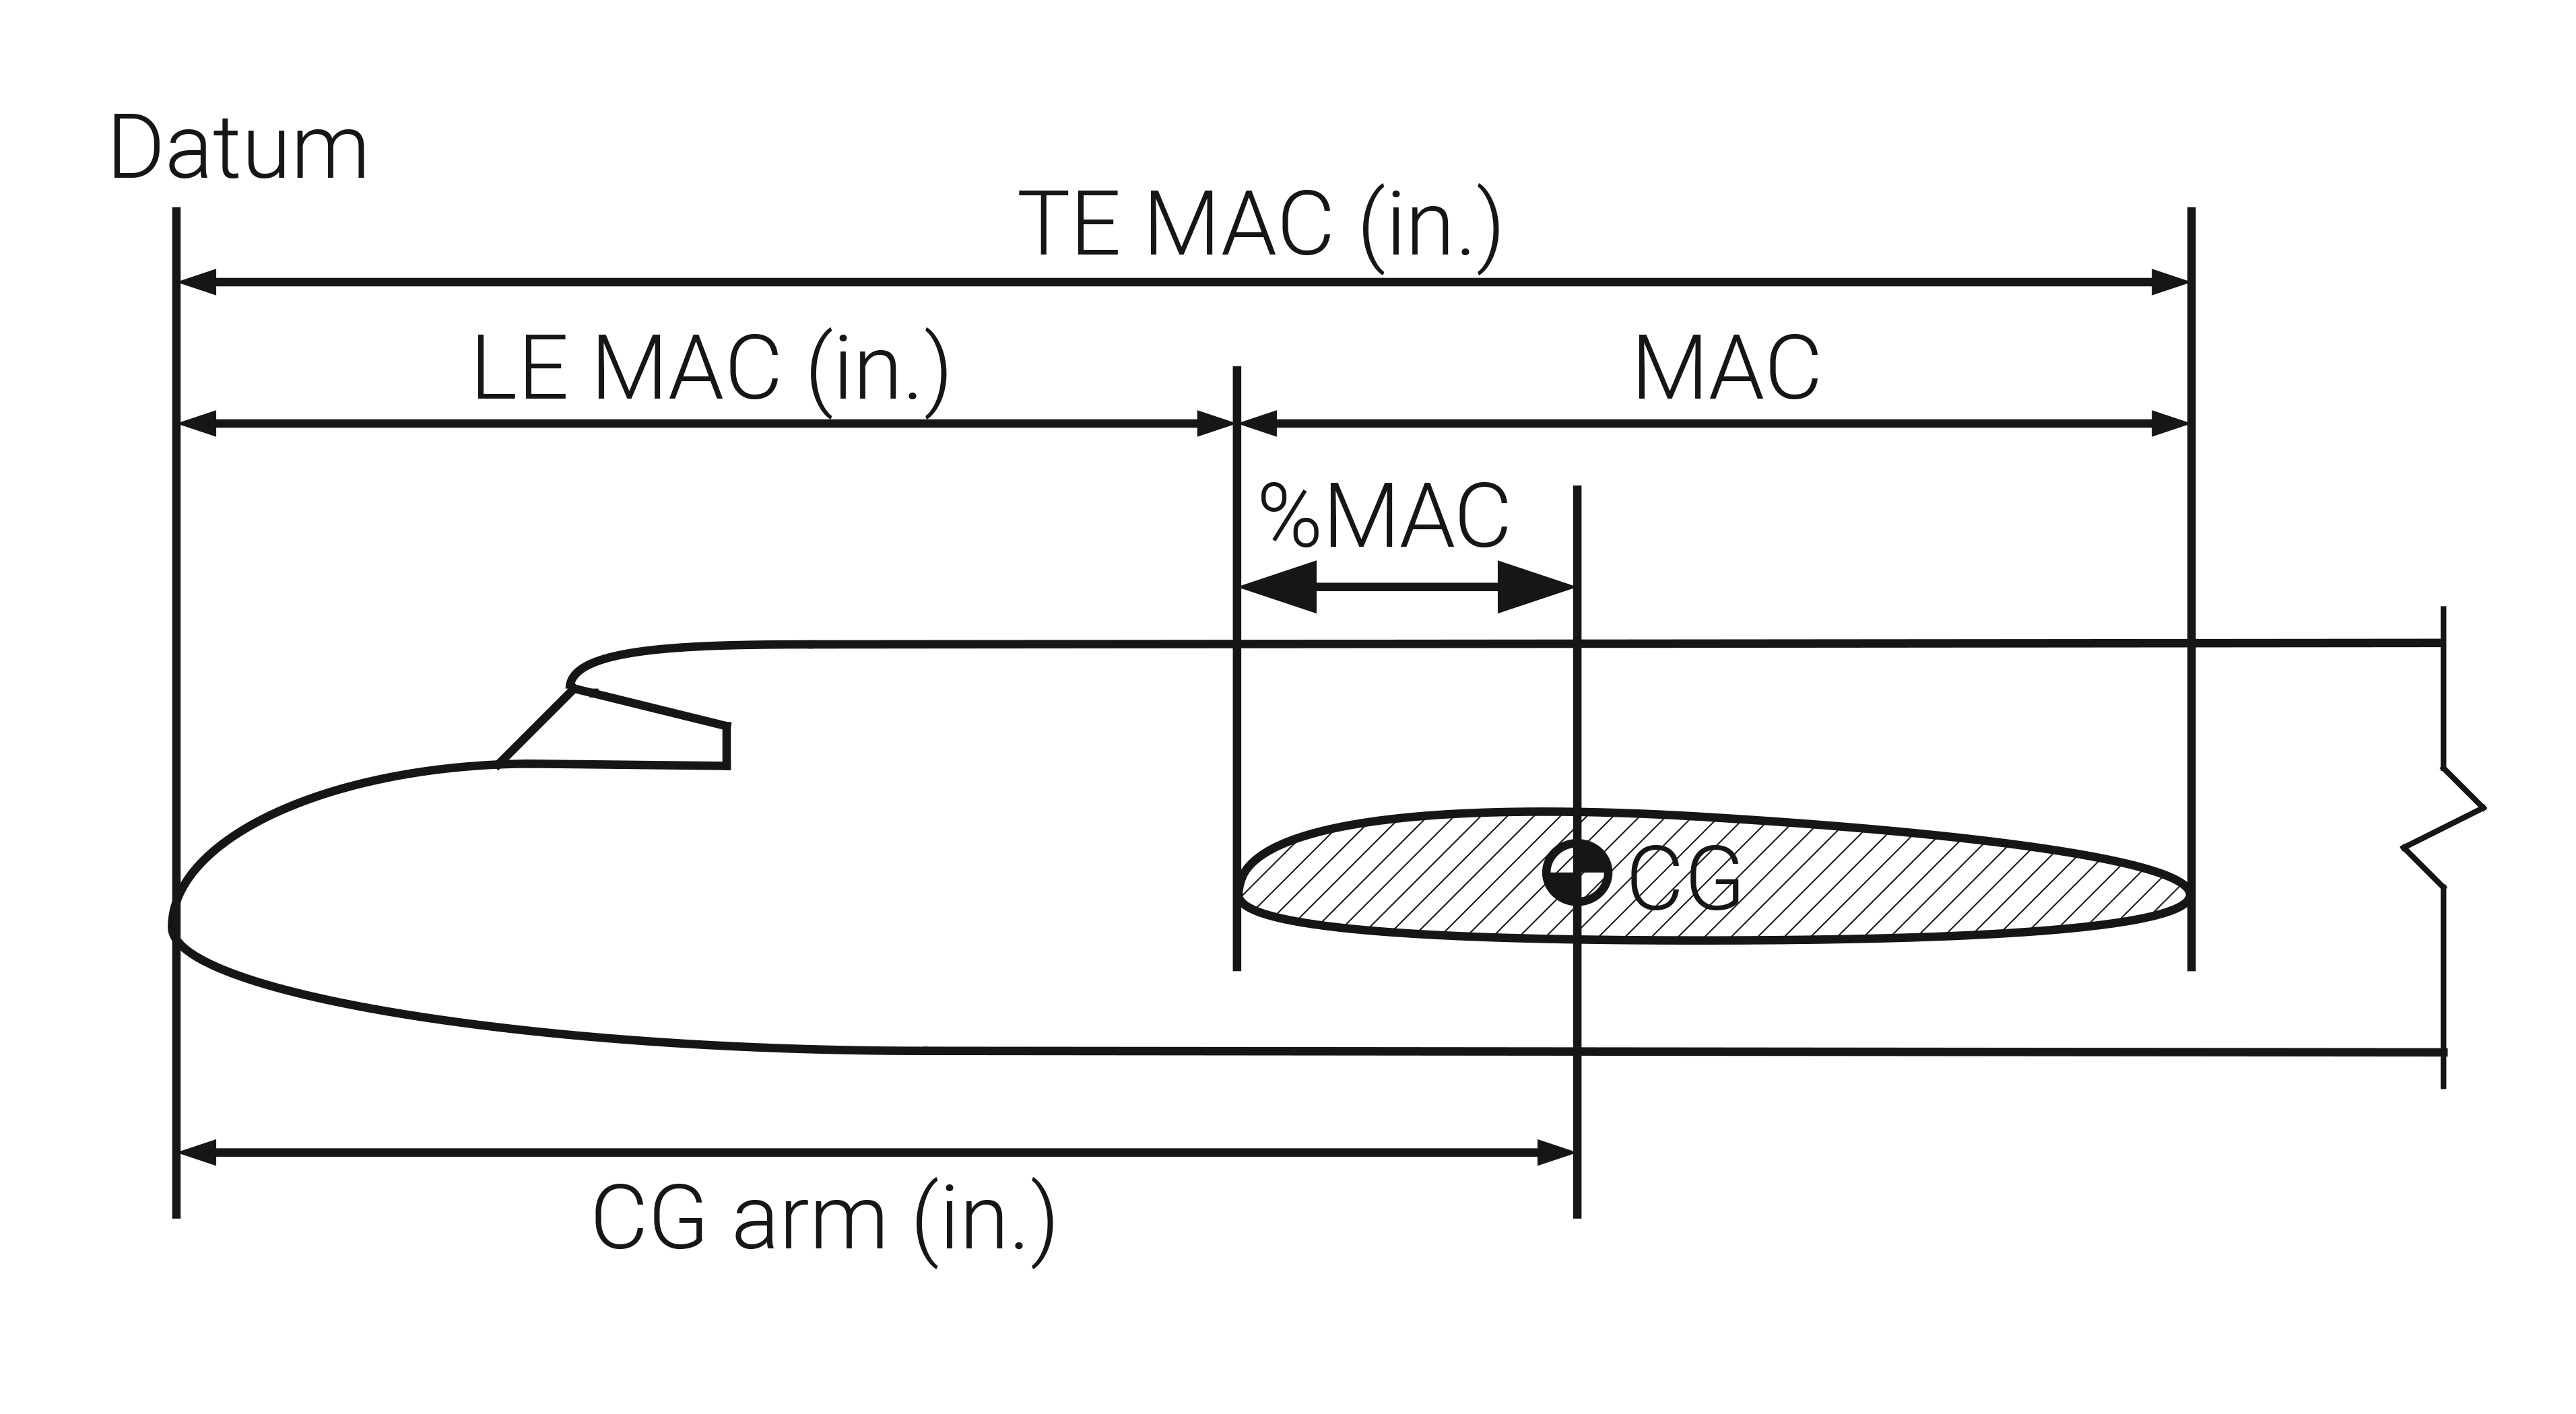 Datum
TE MAC (in.)
LE MAC (in.)
MAC
%MAC
CG
CG arm (in.)